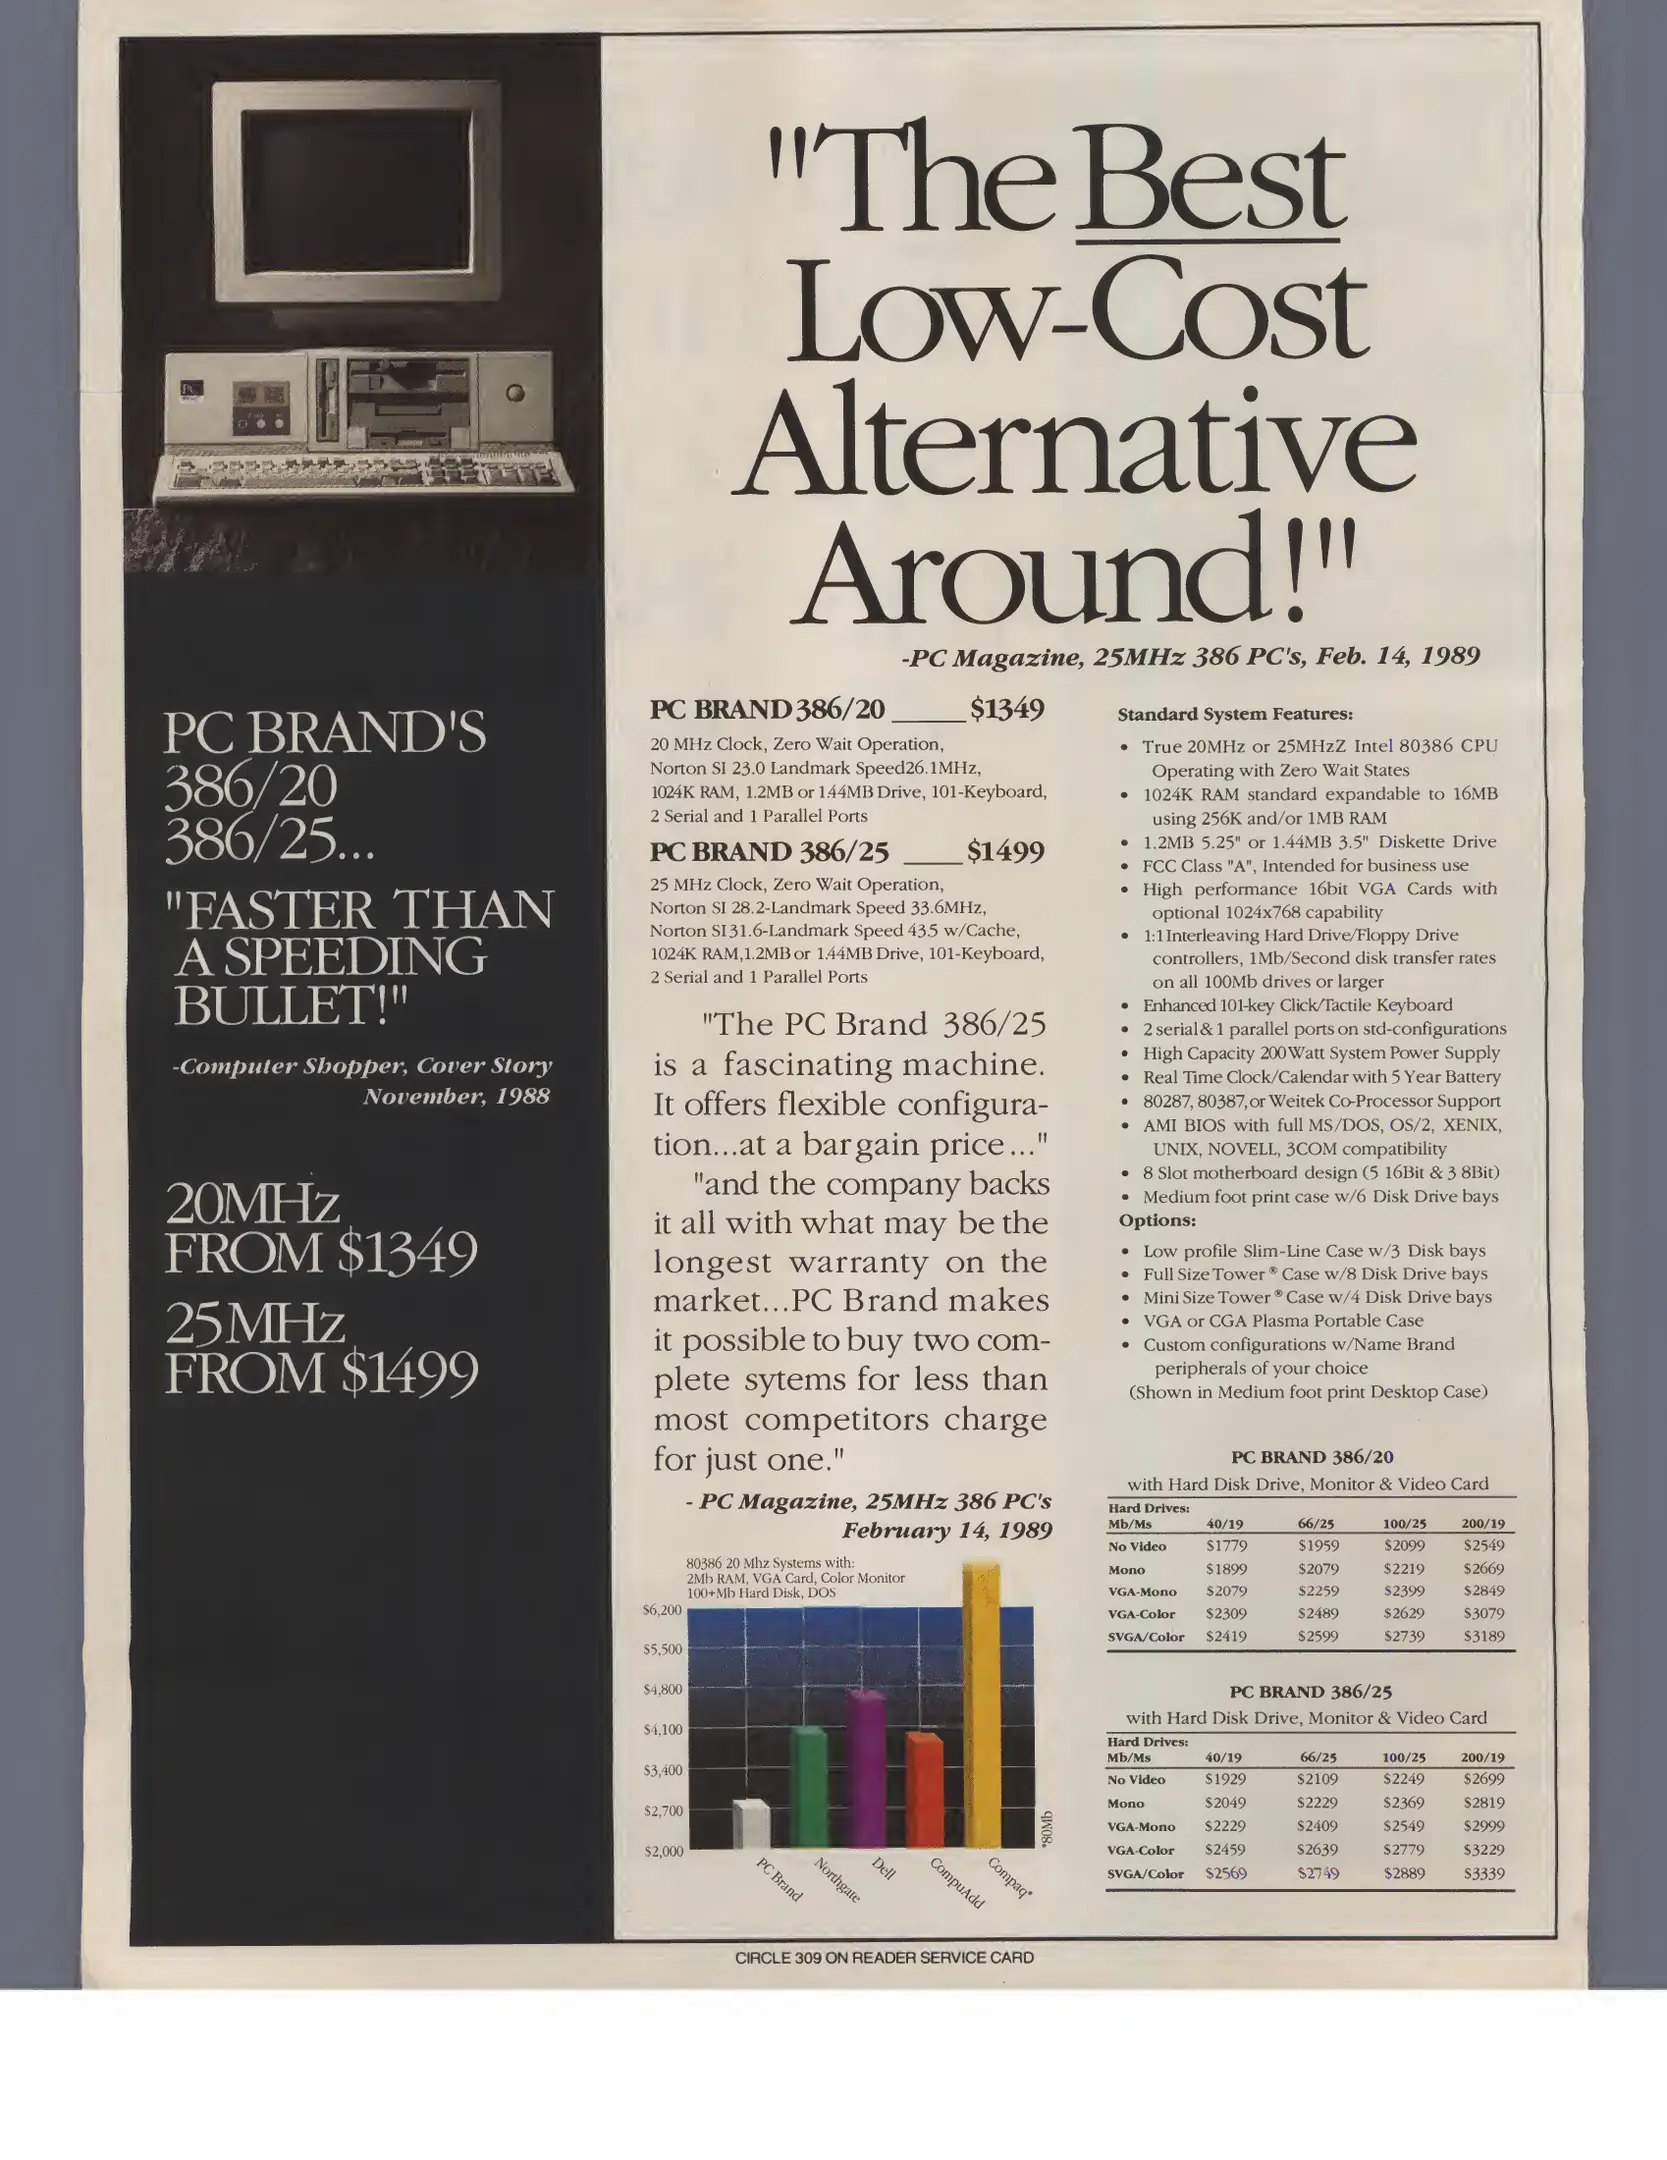 "The Best
Low-Cost
Alternative
Around!'"
-PC Magazine, 25MHz 386 PC's, Feb. 14, 1989
PC BRAND'S
386/20
386/25...
"FASTER THAN
A SPEEDING
BULLET!"
-Computer Shopper, Cover Story
November, 1988
20MHz
FROM $1349
25MHz
FROM $1499
PC BRAND 386/20 _____ $1349
20 MHz Clock, Zero Wait Operation,
Norton SI 23.0 Landmark Speed26.1MHz,
1024K RAM, 1.2MB or 1.44MB Drive, 101-Keyboard,
2 Serial and 1 Parallel Ports
PC BRAND 386/25 ____ $1499
25 MHz Clock, Zero Wait Operation,
Norton SI 28.2-Landmark Speed 33.6MHz,
Norton SI31.6-Landmark Speed 43.5 w/Cache,
1024K RAM,1.2MB or 1.44MB Drive, 101-Keyboard,
2 Serial and 1 Parallel Ports
"The PC Brand 386/25
is a fascinating machine.
It offers flexible configura-
tion...at a bargain price..."
"and the company backs
it all with what may be the
longest warranty on the
market...PC Brand makes
it possible to buy two com-
plete sytems for less than
most competitors charge
for just one."
- PC Magazine, 25MHz 386 PC's
February 14, 1989
80386 20 Mhz Systems with:
2Mb RAM, VGA Card, Color Monitor
100+Mb Hard Disk, DOS
$6,200
$5,500
$4,800
$4,100
$3,400
$2,700
$2,000
PC Brand
Northgate
Dell
CompuAdd
Compaq*
*80Mb
Standard System Features:
• True 20MHz or 25MHzZ Intel 80386 CPU
Operating with Zero Wait States
• 1024K RAM standard expandable to 16MB
using 256K and/or 1MB RAM
• 1.2MB 5.25" or 1.44MB 3.5" Diskette Drive
• FCC Class "A", Intended for business use
• High performance 16bit VGA Cards with
optional 1024x768 capability
• 1:1 Interleaving Hard Drive/Floppy Drive
controllers, 1Mb/Second disk transfer rates
on all 100Mb drives or larger
• Enhanced 101-key Click/Tactile Keyboard
• 2 serial & 1 parallel ports on std-configurations
• High Capacity 200 Watt System Power Supply
• Real Time Clock/Calendar with 5 Year Battery
• 80287, 80387, or Weitek Co-Processor Support
• AMI BIOS with full MS/DOS, OS/2, XENIX,
UNIX, NOVELL, 3COM compatibility
• 8 Slot motherboard design (5 16Bit & 3 8Bit)
• Medium foot print case w/6 Disk Drive bays
Options:
• Low profile Slim-Line Case w/3 Disk bays
• Full Size Tower ® Case w/8 Disk Drive bays
• Mini Size Tower ® Case w/4 Disk Drive bays
• VGA or CGA Plasma Portable Case
• Custom configurations w/Name Brand
peripherals of your choice
(Shown in Medium foot print Desktop Case)
PC BRAND 386/20
with Hard Disk Drive, Monitor & Video Card
Hard Drives:
Mb/Ms 40/19 66/25 100/25 200/19
No Video $1779 $1959 $2099 $2549
Mono $1899 $2079 $2219 $2669
VGA-Mono $2079 $2259 $2399 $2849
VGA-Color $2309 $2489 $2629 $3079
SVGA/Color $2419 $2599 $2739 $3189
PC BRAND 386/25
with Hard Disk Drive, Monitor & Video Card
Hard Drives:
Mb/Ms 40/19 66/25 100/25 200/19
No Video $1929 $2109 $2249 $2699
Mono $2049 $2229 $2369 $2819
VGA-Mono $2229 $2409 $2549 $2999
VGA-Color $2459 $2639 $2779 $3229
SVGA/Color $2569 $2749 $2889 $3339
CIRCLE 309 ON READER SERVICE CARD